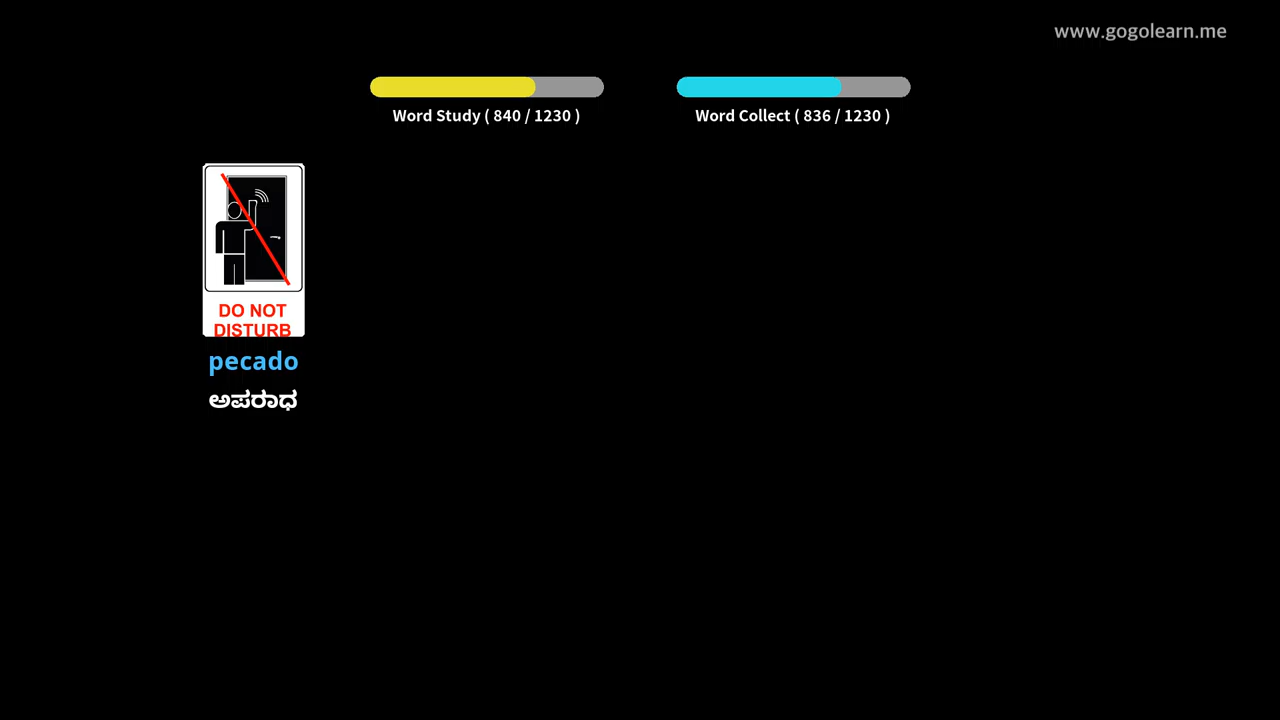 www.gogolearn.me
Word Study ( 840 / 1230 )
Word Collect ( 836 / 1230 )
DO NOT
DISTURB
pecado
ಅಪರಾಧ